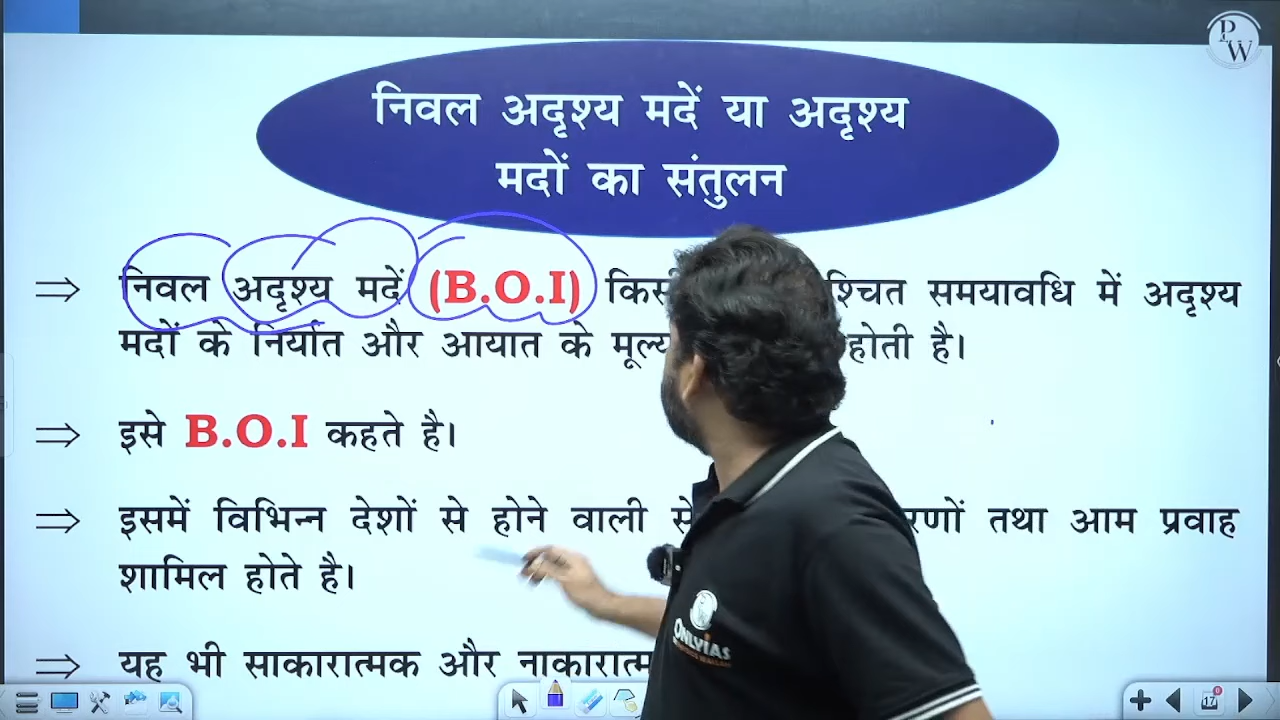 PW
निवल अदृश्य मदें या अदृश्य
मदों का संतुलन
⇒ निवल अदृश्य मदें (B.O.I) समयावधि में अदृश्य
मदों के निर्यात और आयात के होती है।
⇒ इसे B.O.I कहते है।
⇒ इसमें विभिन्न देशों से होने वाली तथा आम प्रवाह
शामिल होते है।
⇒ यह भी साकारात्मक और
ONLYIAS
17